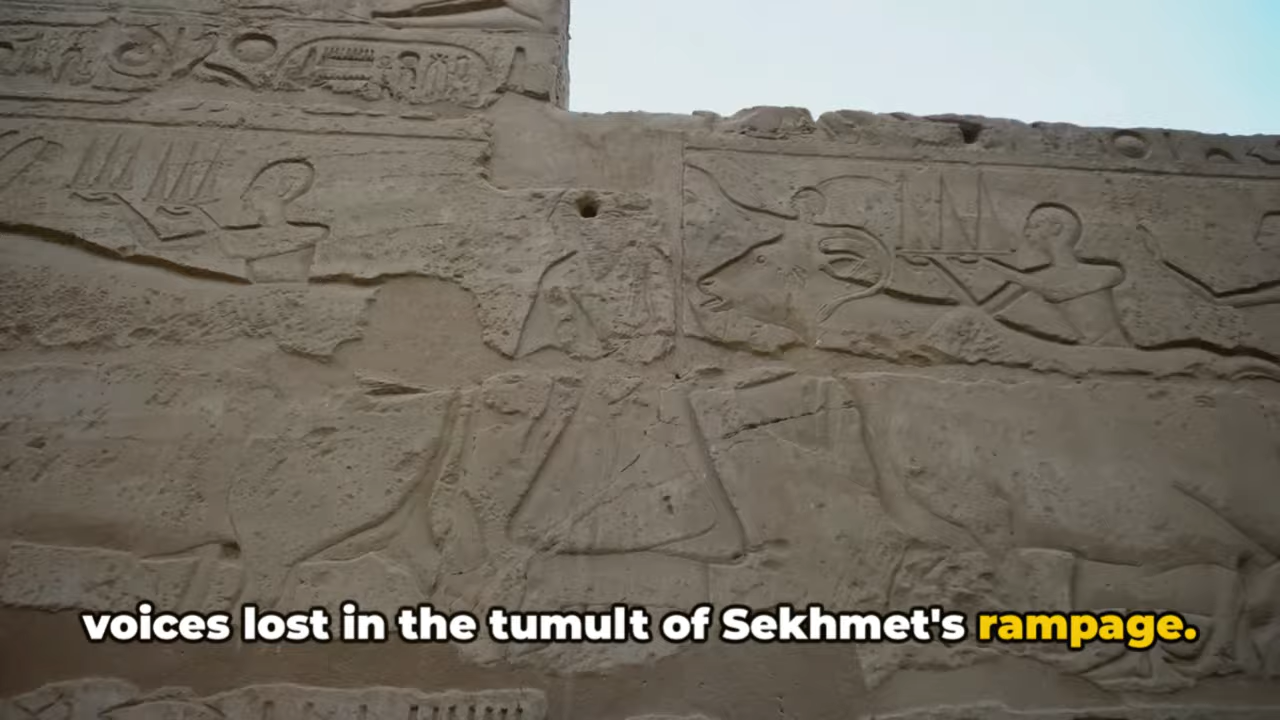 voices lost in the tumult of Sekhmet's rampage.